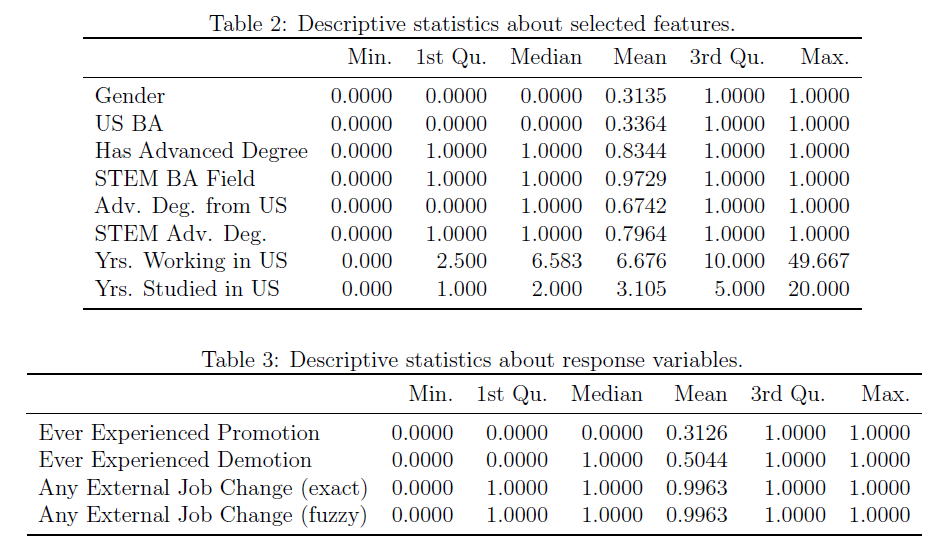 Table 2: Descriptive statistics about selected features.
Min. 1st Qu. Median Mean 3rd Qu. Max.
Gender 0.0000 0.0000 0.0000 0.3135 1.0000 1.0000
US BA 0.0000 0.0000 0.0000 0.3364 1.0000 1.0000
Has Advanced Degree 0.0000 1.0000 1.0000 0.8344 1.0000 1.0000
STEM BA Field 0.0000 1.0000 1.0000 0.9729 1.0000 1.0000
Adv. Deg. from US 0.0000 0.0000 1.0000 0.6742 1.0000 1.0000
STEM Adv. Deg. 0.0000 1.0000 1.0000 0.7964 1.0000 1.0000
Yrs. Working in US 0.000 2.500 6.583 6.676 10.000 49.667
Yrs. Studied in US 0.000 1.000 2.000 3.105 5.000 20.000
Table 3: Descriptive statistics about response variables.
Min. 1st Qu. Median Mean 3rd Qu. Max.
Ever Experienced Promotion 0.0000 0.0000 0.0000 0.3126 1.0000 1.0000
Ever Experienced Demotion 0.0000 0.0000 1.0000 0.5044 1.0000 1.0000
Any External Job Change (exact) 0.0000 1.0000 1.0000 0.9963 1.0000 1.0000
Any External Job Change (fuzzy) 0.0000 1.0000 1.0000 0.9963 1.0000 1.0000